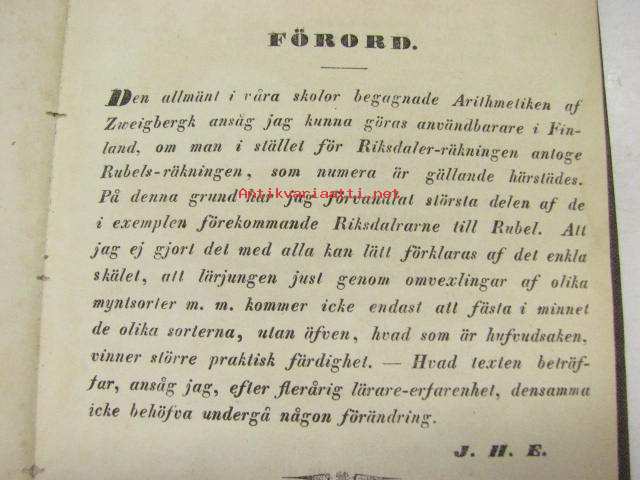 FÖRORD.
Den allmänt i våra skolor begagnade Arithmetiken af
Zweigbergk ansåg jag kunna göras användbarare i Fin-
land, om man i stället för Riksdaler-räkningen antoge
Rubels-räkningen, som numera är gällande härstädes.
Antikvariaatti.net
På denna grund har jag förvandlat största delen af de
i exemplen förekommande Riksdalrarne till Rubel. Att
jag ej gjort det med alla kan lätt förklaras af det enkla
skälet, att lärjungen just genom omvexlingar af olika
myntsorter m. m. kommer icke endast att fästa i minnet
de olika sorterna, utan äfven, hvad som är hufvudsaken,
vinner större praktisk färdighet. — Hvad texten beträf-
far, ansåg jag, efter flerårig lärare-erfarenhet, densamma
icke behöfva undergå någon förändring.
J. H. E.